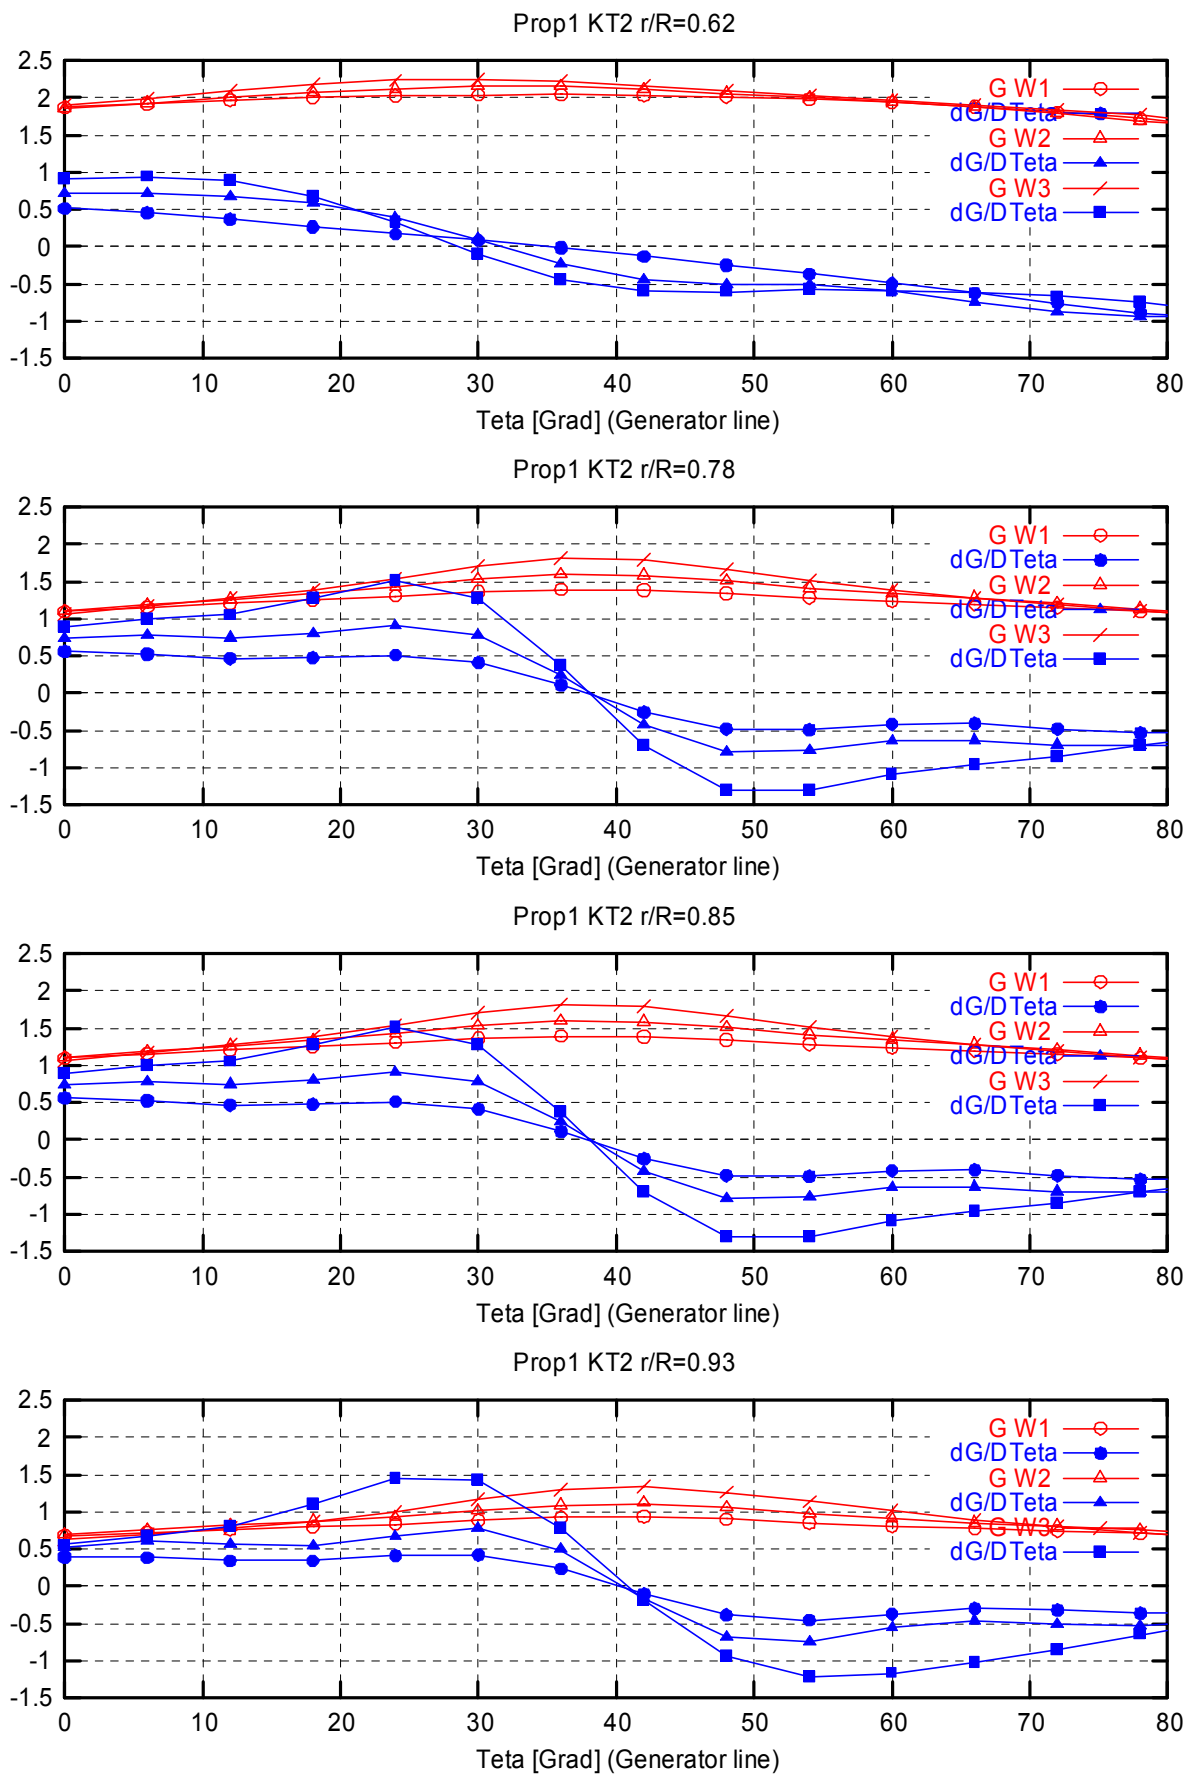 Prop1 KT2 r/R=0.62
2.5
2
1.5
1
0.5
0
-0.5
-1
-1.5
G W1
dG/DTeta
G W2
dG/DTeta
G W3
dG/DTeta
0 10 20 30 40 50 60 70 80
Teta [Grad] (Generator line)
Prop1 KT2 r/R=0.78
2.5
2
1.5
1
0.5
0
-0.5
-1
-1.5
G W1
dG/DTeta
G W2
dG/DTeta
G W3
dG/DTeta
0 10 20 30 40 50 60 70 80
Teta [Grad] (Generator line)
Prop1 KT2 r/R=0.85
2.5
2
1.5
1
0.5
0
-0.5
-1
-1.5
G W1
dG/DTeta
G W2
dG/DTeta
G W3
dG/DTeta
0 10 20 30 40 50 60 70 80
Teta [Grad] (Generator line)
Prop1 KT2 r/R=0.93
2.5
2
1.5
1
0.5
0
-0.5
-1
-1.5
G W1
dG/DTeta
G W2
dG/DTeta
G W3
dG/DTeta
0 10 20 30 40 50 60 70 80
Teta [Grad] (Generator line)